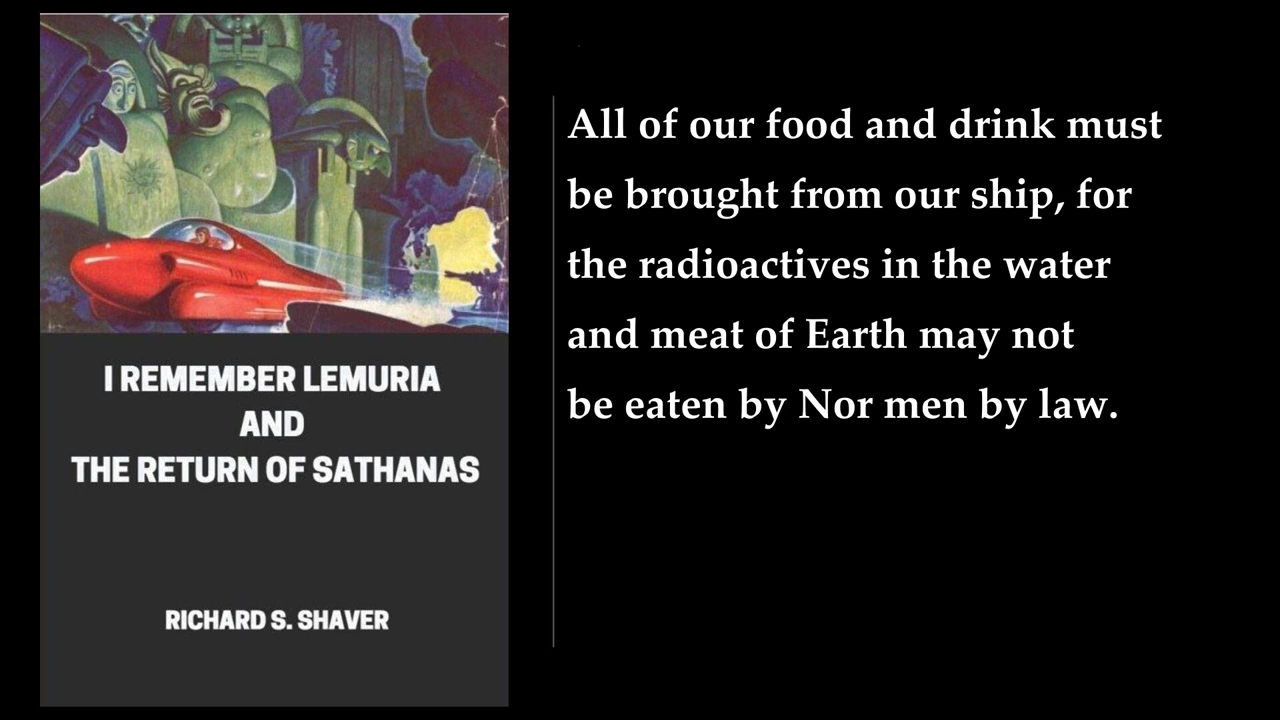 I REMEMBER LEMURIA
AND
THE RETURN OF SATHANAS
RICHARD S. SHAVER
All of our food and drink must
be brought from our ship, for
the radioactives in the water
and meat of Earth may not
be eaten by Nor men by law.